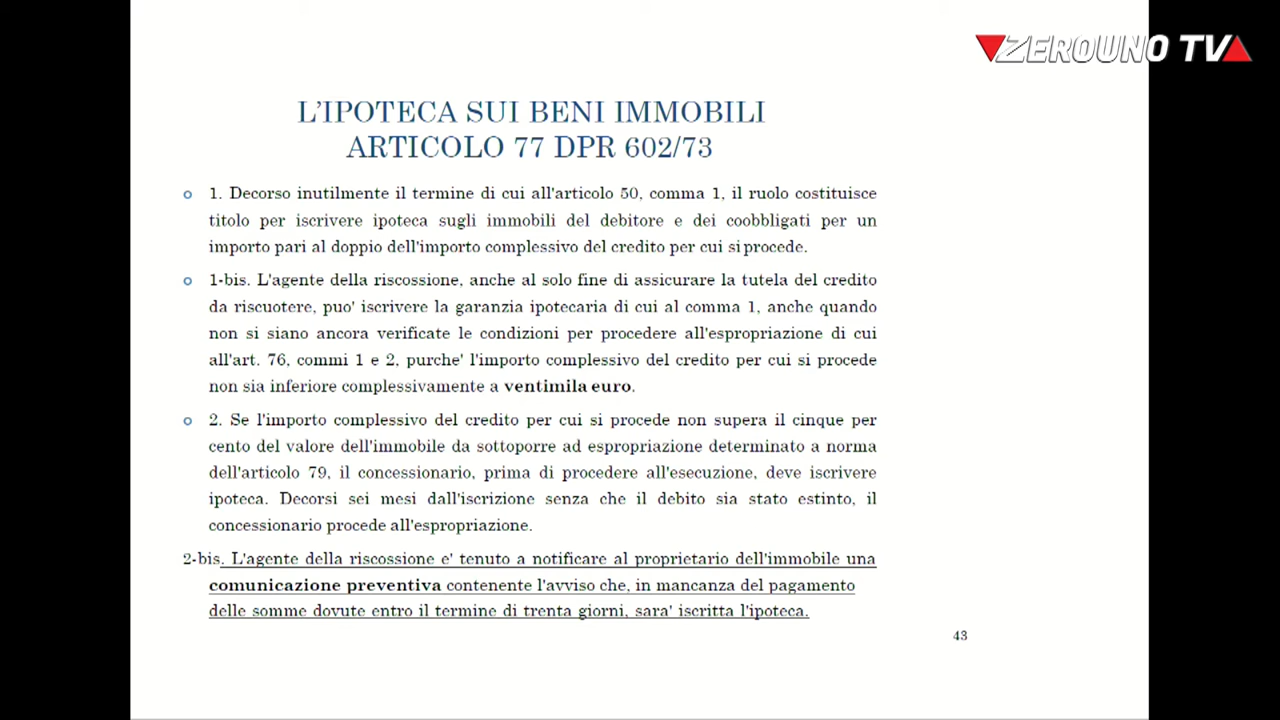 ZEROUNO TV
L'IPOTECA SUI BENI IMMOBILI
ARTICOLO 77 DPR 602/73
1. Decorso inutilmente il termine di cui all'articolo 50, comma 1, il ruolo costituisce
titolo per iscrivere ipoteca sugli immobili del debitore e dei coobbligati per un
importo pari al doppio dell'importo complessivo del credito per cui si procede.
1-bis. L'agente della riscossione, anche al solo fine di assicurare la tutela del credito
da riscuotere, puo' iscrivere la garanzia ipotecaria di cui al comma 1, anche quando
non si siano ancora verificate le condizioni per procedere all'espropriazione di cui
all'art. 76, commi 1 e 2, purche' l'importo complessivo del credito per cui si procede
non sia inferiore complessivamente a ventimila euro.
2. Se l'importo complessivo del credito per cui si procede non supera il cinque per
cento del valore dell'immobile da sottoporre ad espropriazione determinato a norma
dell'articolo 79, il concessionario, prima di procedere all'esecuzione, deve iscrivere
ipoteca. Decorsi sei mesi dall'iscrizione senza che il debito sia stato estinto, il
concessionario procede all'espropriazione.
2-bis. L'agente della riscossione e' tenuto a notificare al proprietario dell'immobile una
comunicazione preventiva contenente l'avviso che, in mancanza del pagamento
delle somme dovute entro il termine di trenta giorni, sara' iscritta l'ipoteca.
43